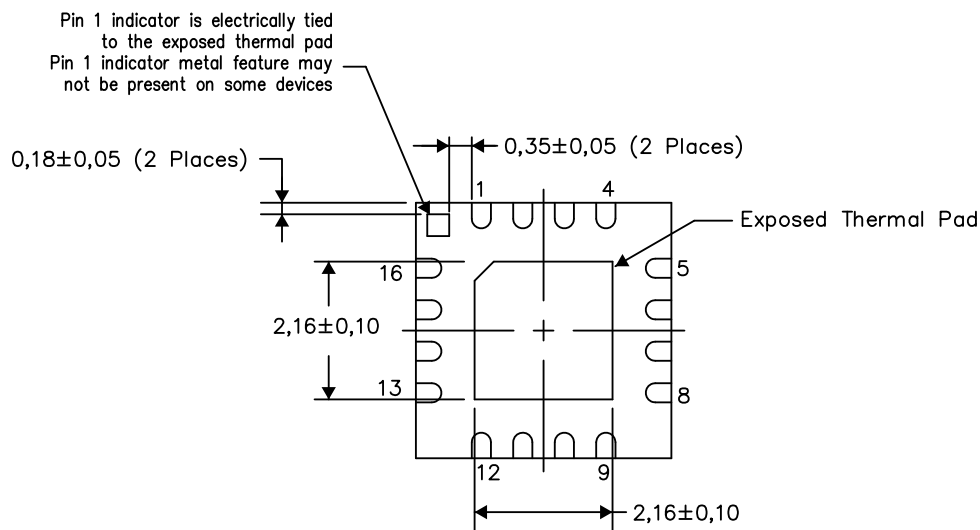 Pin 1 indicator is electrically tied
to the exposed thermal pad
Pin 1 indicator metal feature may
not be present on some devices
0,18±0,05 (2 Places)
0,35±0,05 (2 Places)
1
4
Exposed Thermal Pad
16
5
2,16±0,10
13
8
12
9
2,16±0,10